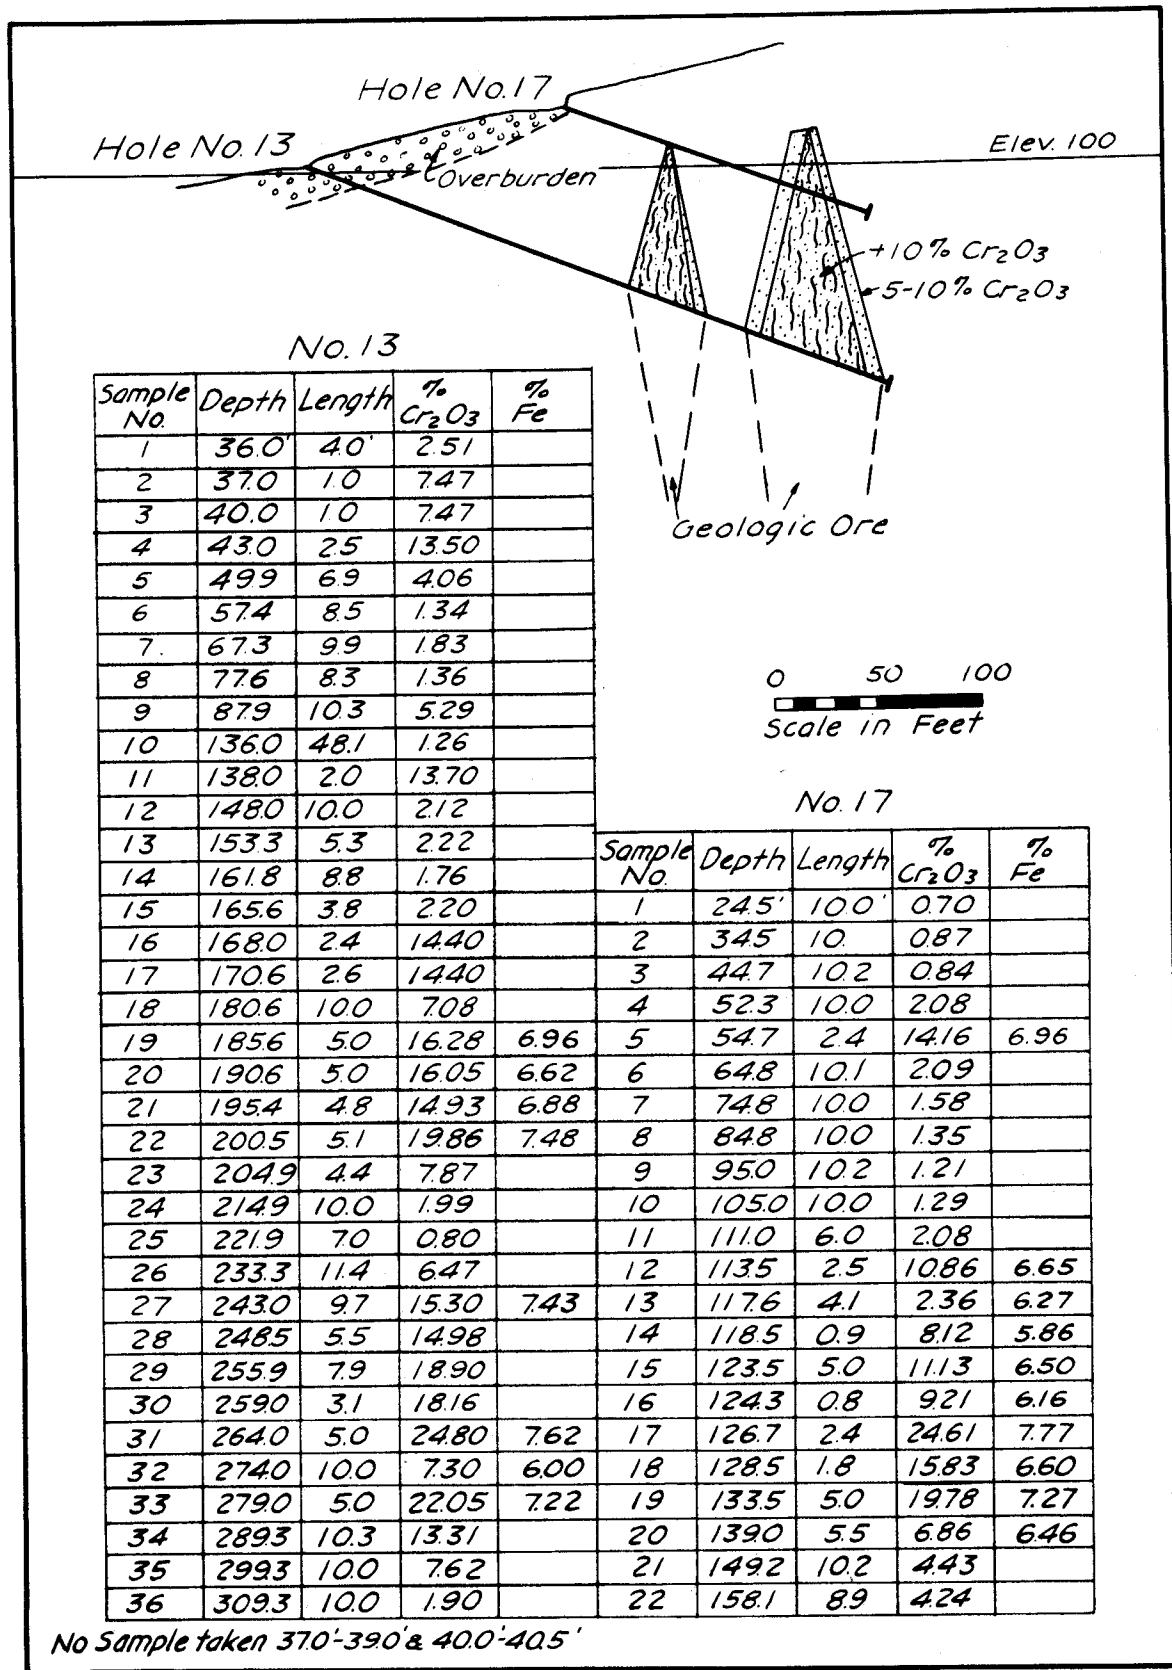 Hole No. 17
Hole No. 13
Elev. 100
Overburden
+10% Cr2O3
5-10% Cr2O3
Geologic Ore
0 50 100
Scale in Feet
No. 13
Sample No. Depth Length % Cr2O3 % Fe
1 36.0' 4.0' 2.51
2 37.0 1.0 7.47
3 40.0 1.0 7.47
4 43.0 2.5 13.50
5 49.9 6.9 4.06
6 57.4 8.5 1.34
7. 67.3 9.9 1.83
8 77.6 8.3 1.36
9 87.9 10.3 5.29
10 136.0 48.1 1.26
11 138.0 2.0 13.70
12 148.0 10.0 2.12
13 153.3 5.3 2.22
14 161.8 8.8 1.76
15 165.6 3.8 2.20
16 168.0 2.4 14.40
17 170.6 2.6 14.40
18 180.6 10.0 7.08
19 185.6 5.0 16.28 6.96
20 190.6 5.0 16.05 6.62
21 195.4 4.8 14.93 6.88
22 200.5 5.1 19.86 7.48
23 204.9 4.4 7.87
24 214.9 10.0 1.99
25 221.9 7.0 0.80
26 233.3 11.4 6.47
27 243.0 9.7 15.30 7.43
28 248.5 5.5 14.98
29 255.9 7.9 18.90
30 259.0 3.1 18.16
31 264.0 5.0 24.80 7.62
32 274.0 10.0 7.30 6.00
33 279.0 5.0 22.05 7.22
34 289.3 10.3 13.31
35 299.3 10.0 7.62
36 309.3 10.0 1.90
No. 17
Sample No. Depth Length % Cr2O3 % Fe
1 24.5' 10.0' 0.70
2 34.5 10. 0.87
3 44.7 10.2 0.84
4 52.3 10.0 2.08
5 54.7 2.4 14.16 6.96
6 64.8 10.1 2.09
7 74.8 10.0 1.58
8 84.8 10.0 1.35
9 95.0 10.2 1.21
10 105.0 10.0 1.29
11 111.0 6.0 2.08
12 113.5 2.5 10.86 6.65
13 117.6 4.1 2.36 6.27
14 118.5 0.9 8.12 5.86
15 123.5 5.0 11.13 6.50
16 124.3 0.8 9.21 6.16
17 126.7 2.4 24.61 7.77
18 128.5 1.8 15.83 6.60
19 133.5 5.0 19.78 7.27
20 139.0 5.5 6.86 6.46
21 149.2 10.2 4.43
22 158.1 8.9 4.24
No Sample taken 37.0'-39.0' & 40.0'-40.5'